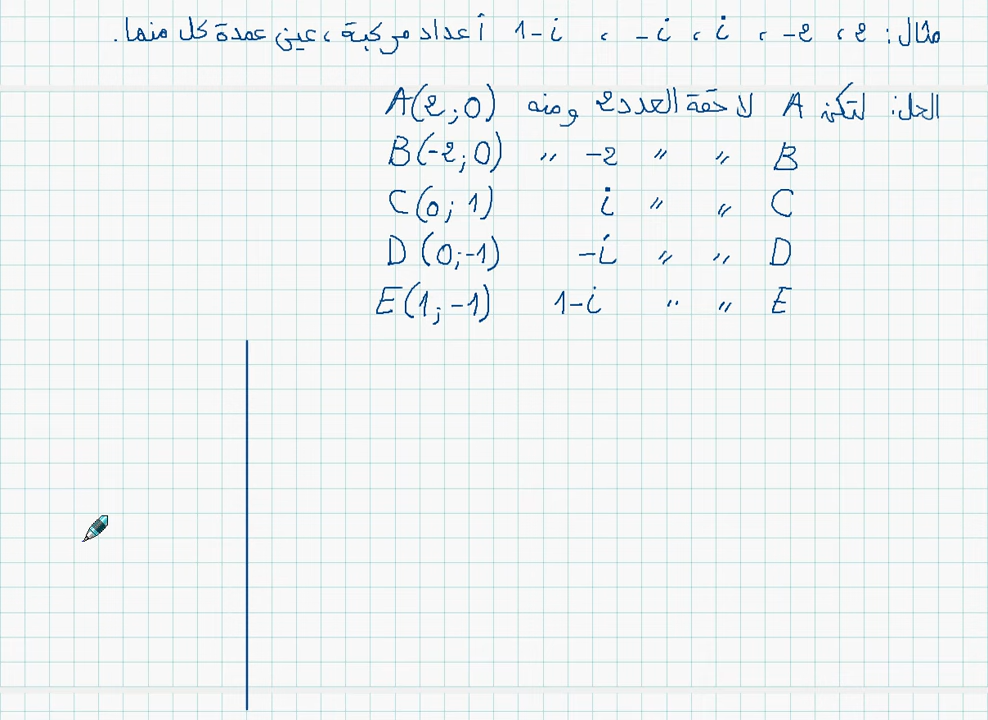 مثال: 2، -2، i، -i، 1-i أعداد مركبة، عين عمدة كل منها.
الحل: لتكن A لاحقة العدد 2 ومنه A(2;0)
B " " -2 " B(-2;0)
C " " i C(0;1)
D " " -i D(0;-1)
E " " 1-i E(1;-1)